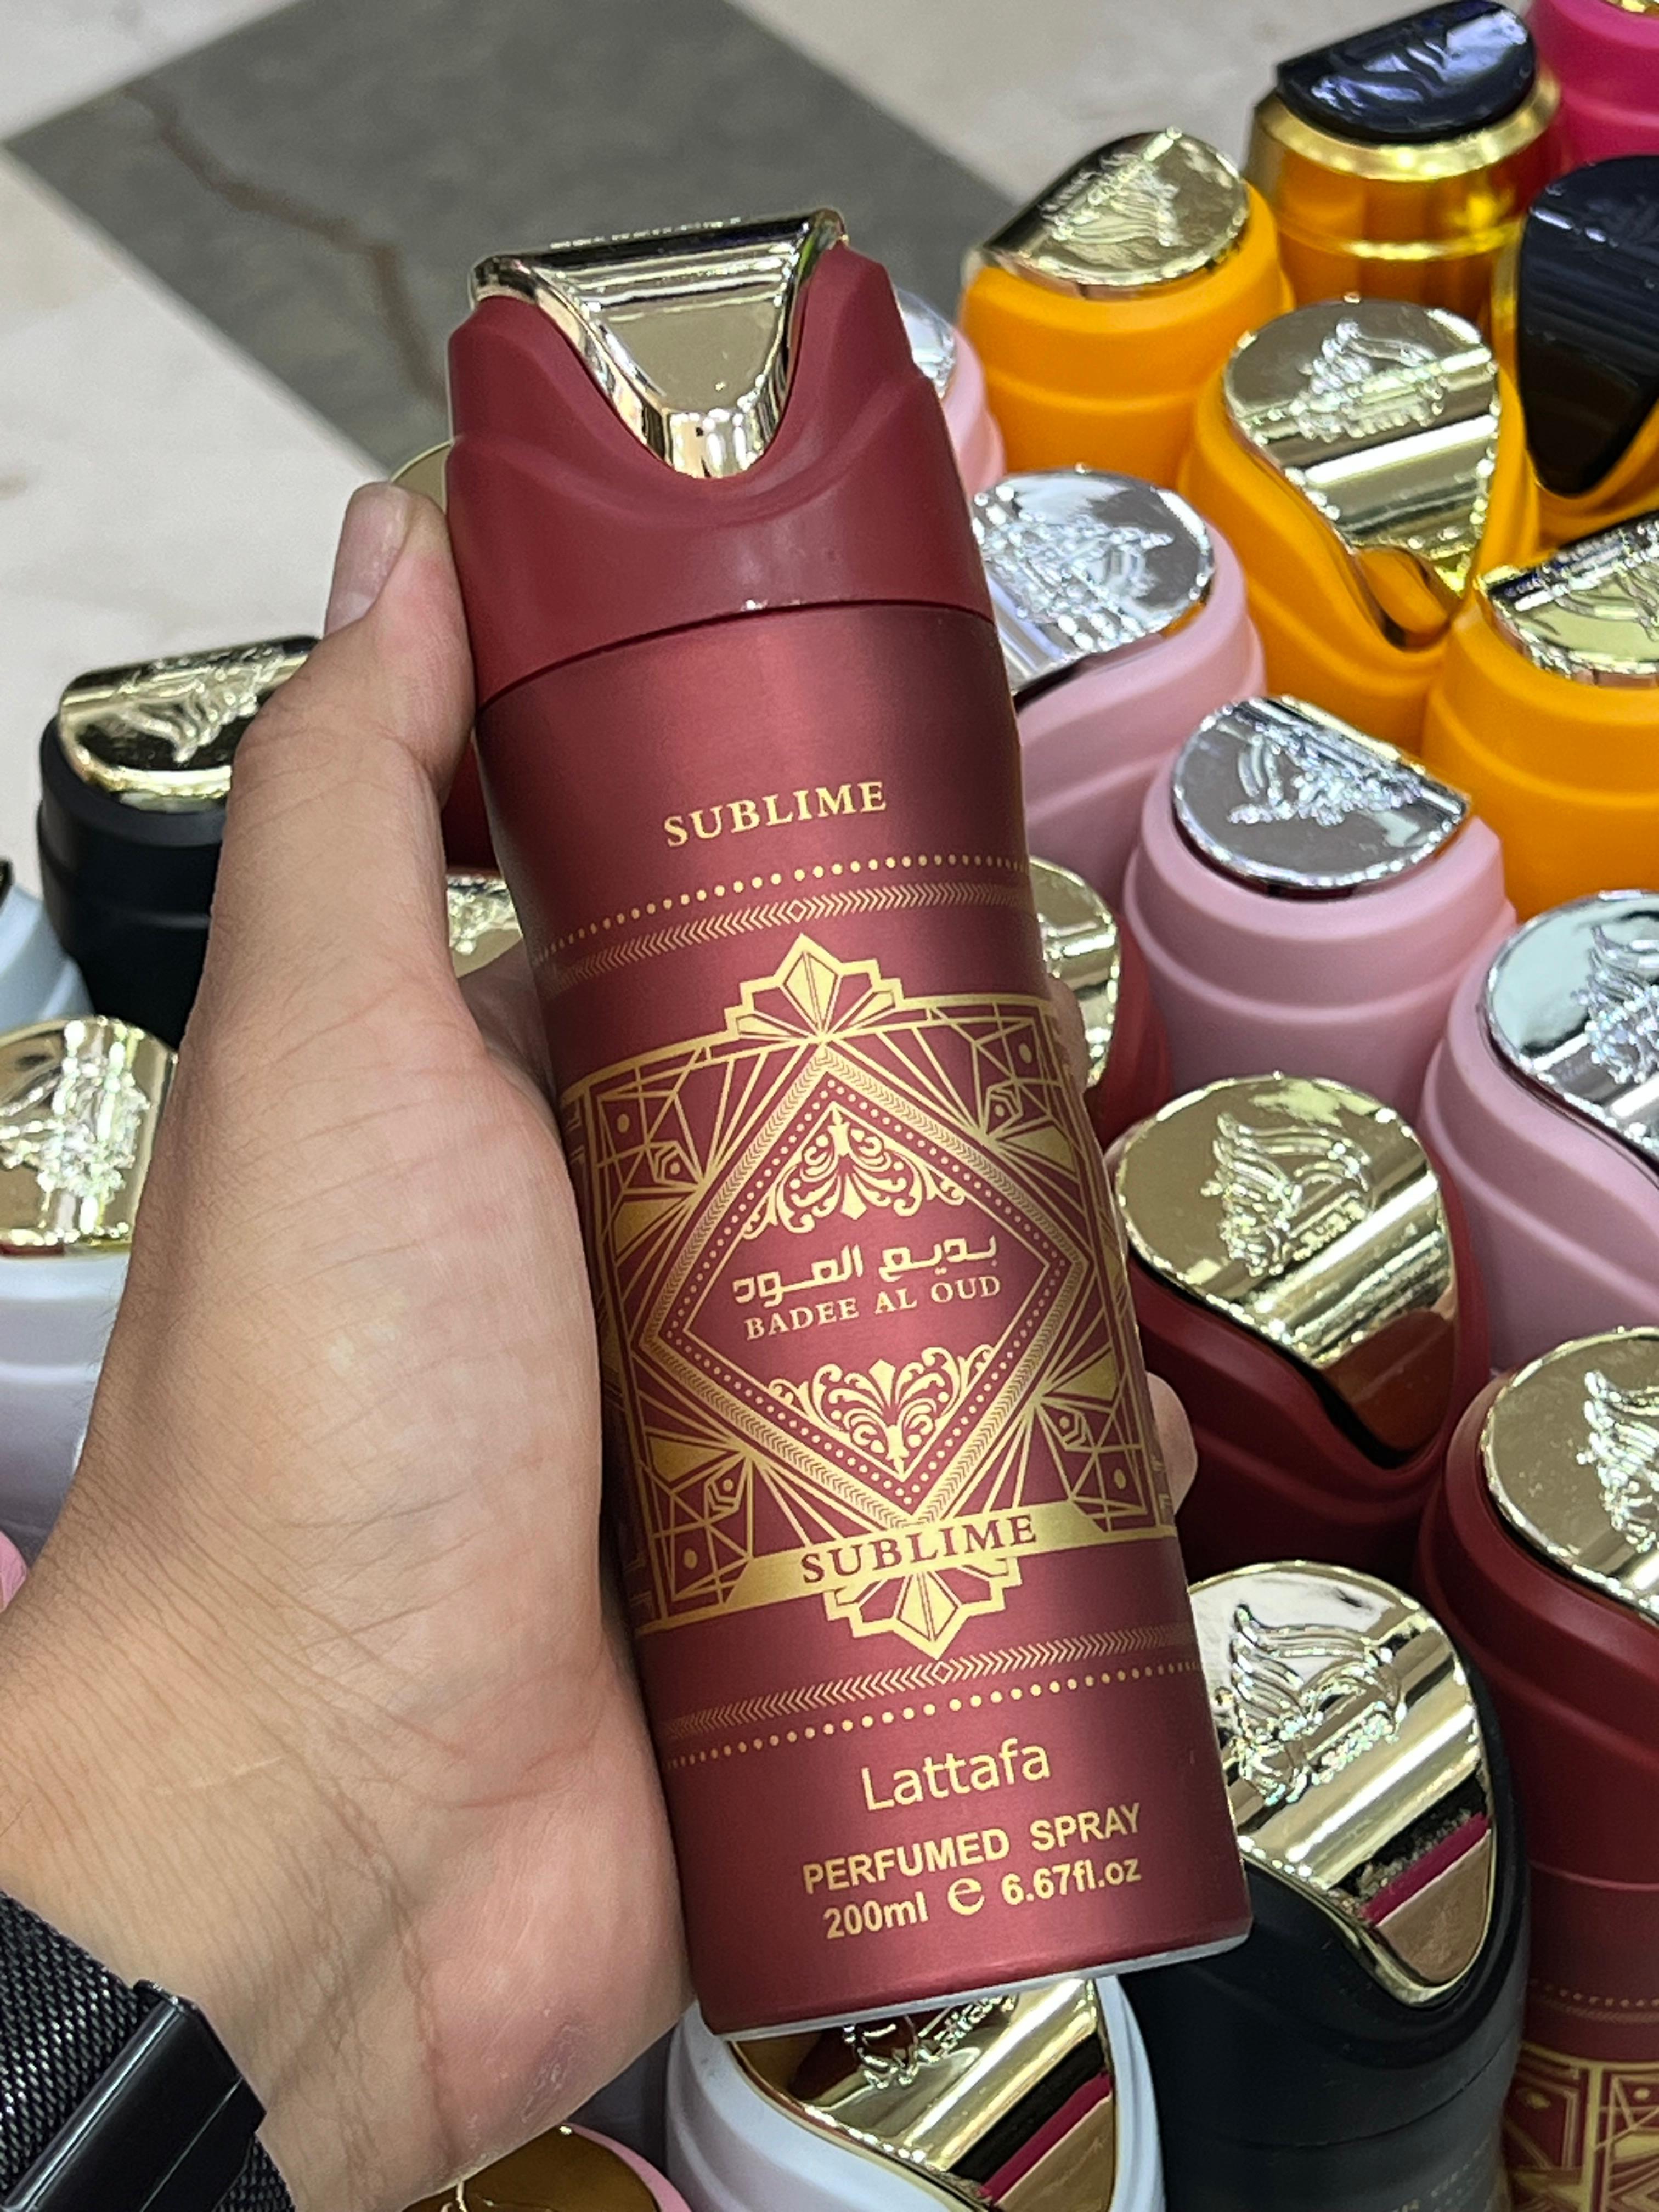 SUBLIME
بديع العود
BADEE AL OUD
SUBLIME
Lattafa
PERFUMED SPRAY
200ml e 6.67fl.oz